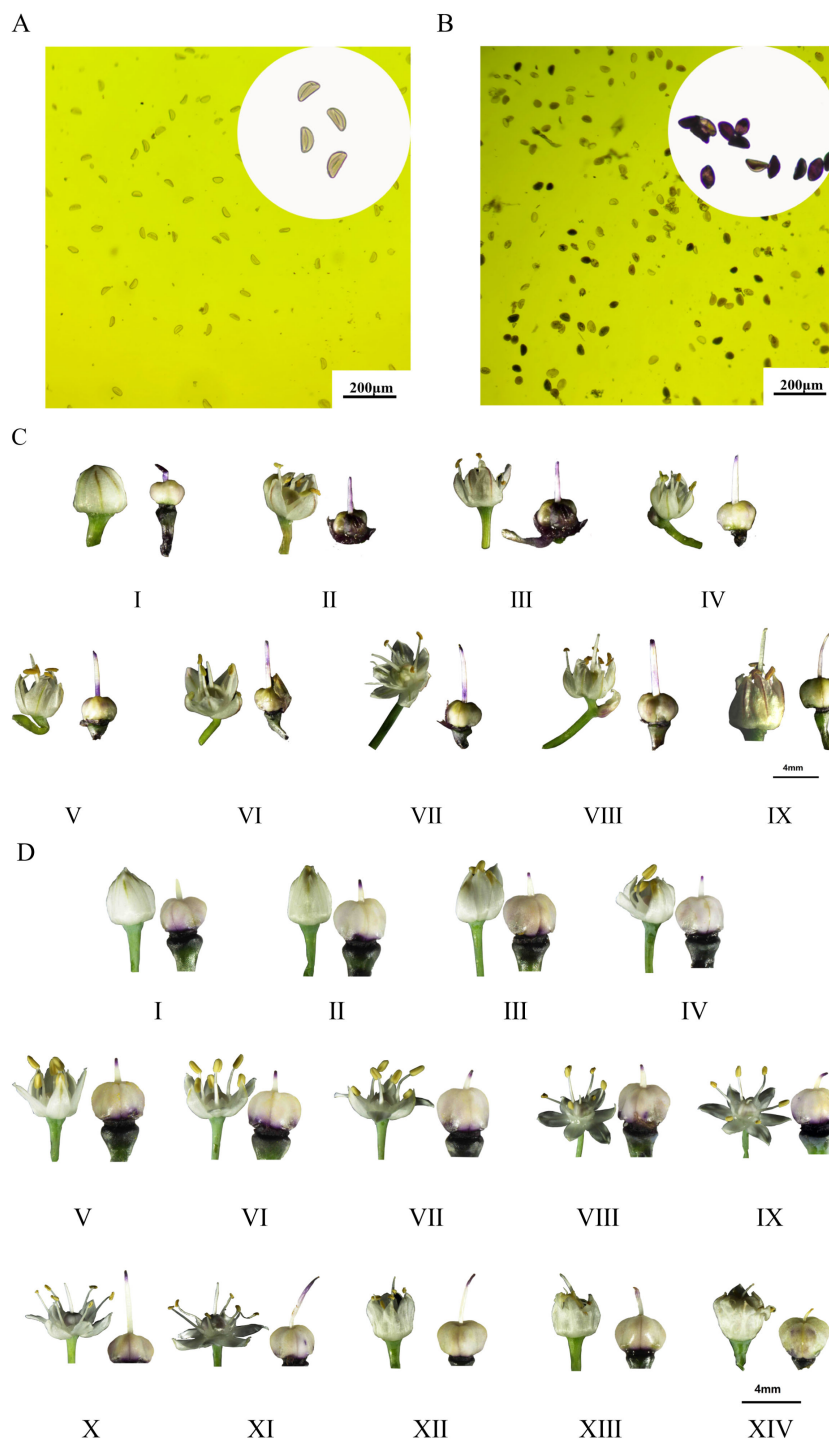 A B
200μm 200μm
C
I II III IV
4mm
V VI VII VIII IX
D
I II III IV
V VI VII VIII IX
4mm
X XI XII XIII XIV